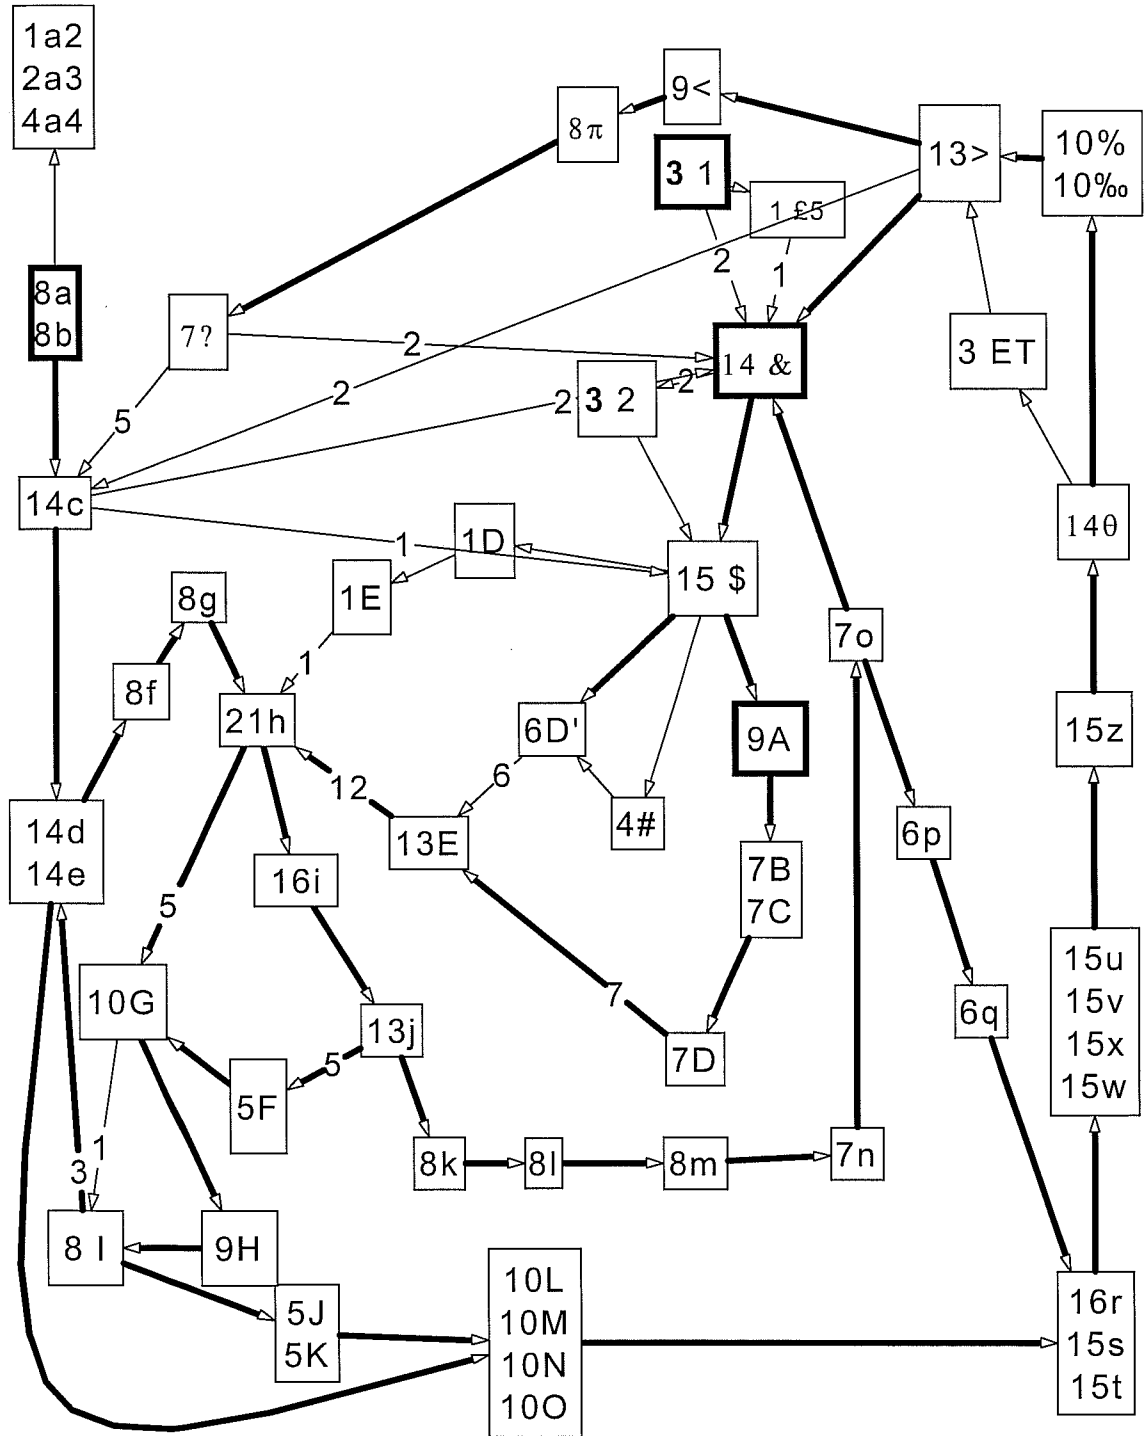 1a2
2a3
4a4
9<
8π
13>
10%
10‰
3 1
1 £5
2
1
8a
8b
7?
2
14 &
3 ET
2
2
3 2
2
5
14c
14θ
1
1D
15 $
1E
8g
7o
1
8f
21h
6D'
9A
15z
12
6
4#
6p
14d
14e
13E
16i
7B
7C
5
15u
15v
15x
15w
10G
7
6q
13j
7D
5
5F
1
3
8k
8l
8m
7n
8 I
9H
10L
10M
10N
10O
5J
5K
16r
15s
15t